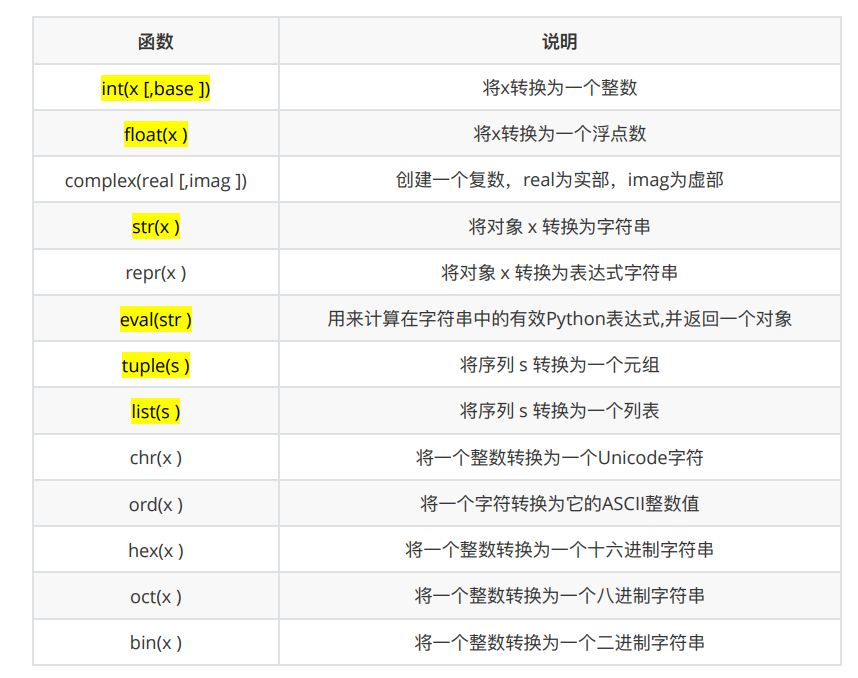 函数 说明
int(x [,base ]) 将x转换为一个整数
float(x ) 将x转换为一个浮点数
complex(real [,imag ]) 创建一个复数，real为实部，imag为虚部
str(x ) 将对象 x 转换为字符串
repr(x ) 将对象 x 转换为表达式字符串
eval(str ) 用来计算在字符串中的有效Python表达式,并返回一个对象
tuple(s ) 将序列 s 转换为一个元组
list(s ) 将序列 s 转换为一个列表
chr(x ) 将一个整数转换为一个Unicode字符
ord(x ) 将一个字符转换为它的ASCII整数值
hex(x ) 将一个整数转换为一个十六进制字符串
oct(x ) 将一个整数转换为一个八进制字符串
bin(x ) 将一个整数转换为一个二进制字符串